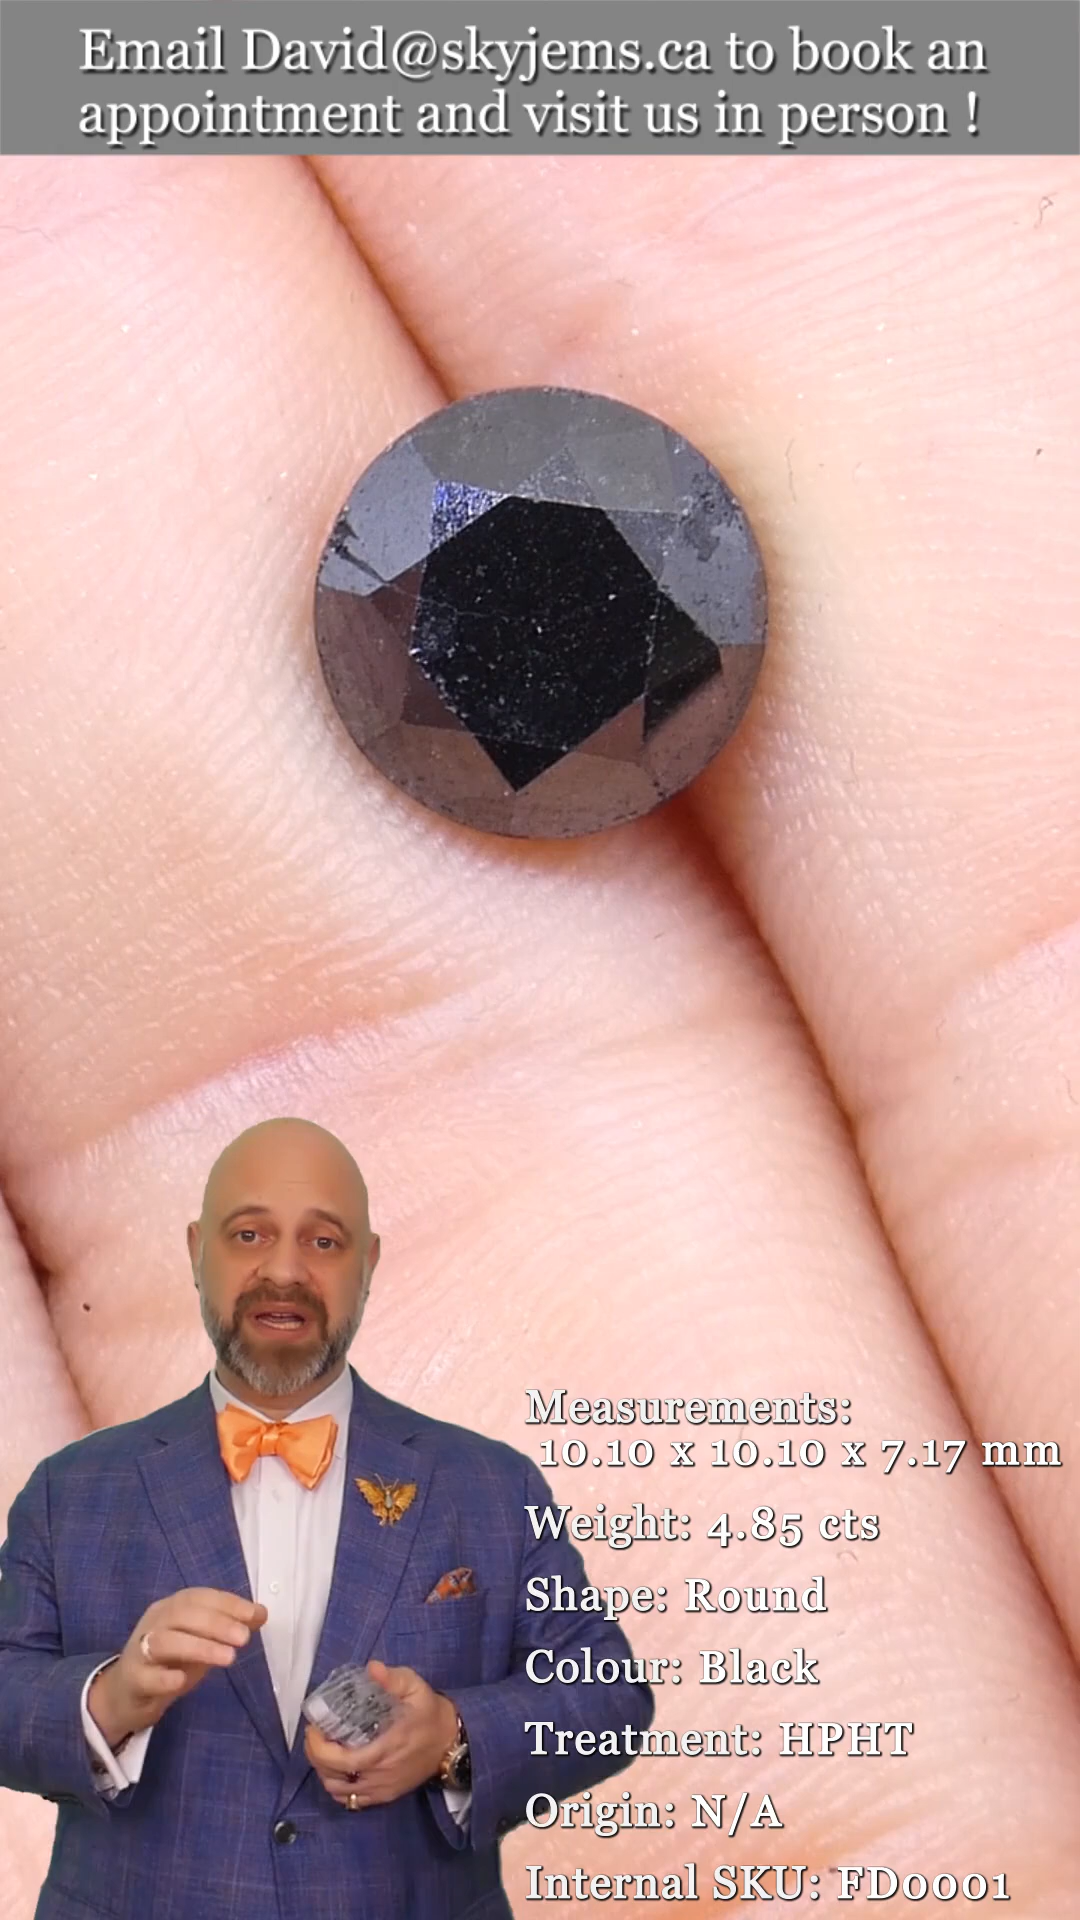 Email David@skyjems.ca to book an
appointment and visit us in person !
Measurements:
10.10 x 10.10 x 7.17 mm
Weight: 4.85 cts
Shape: Round
Colour: Black
Treatment: HPHT
Origin: N/A
Internal SKU: FD0001